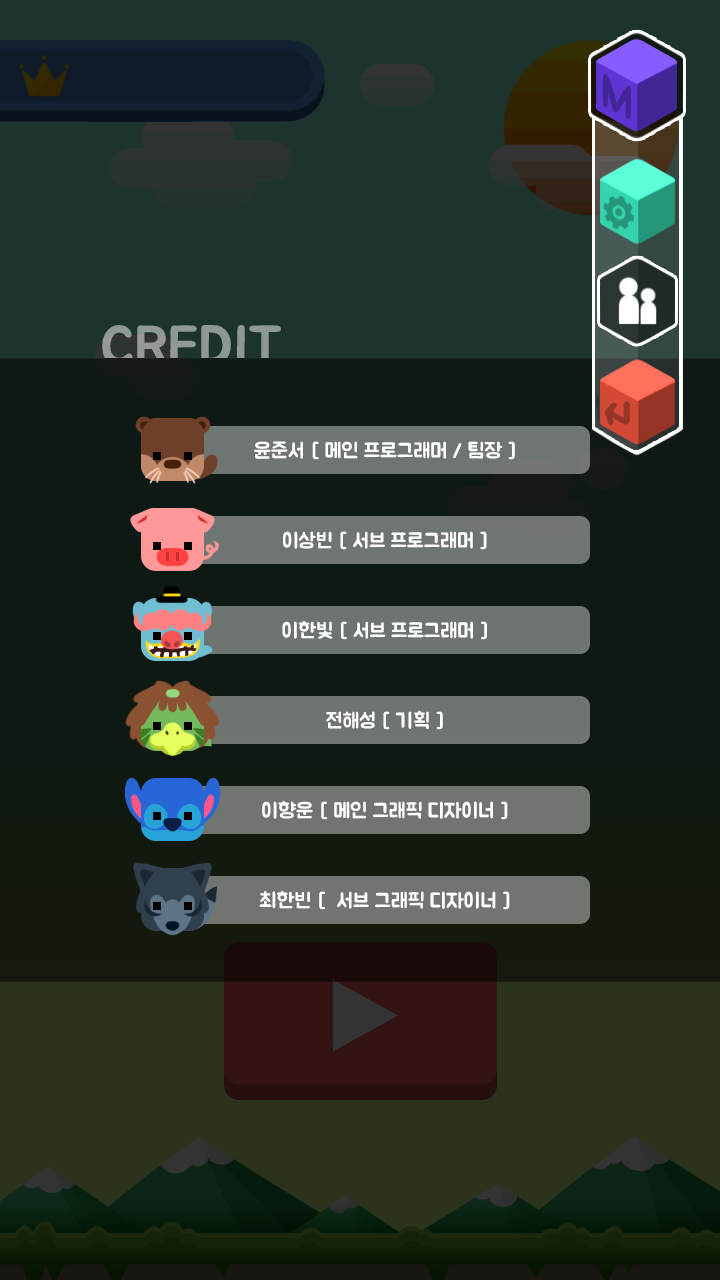 M
CREDIT
윤준서 [ 메인 프로그래머 / 팀장 ]
이상빈 [ 서브 프로그래머 ]
이한빛 [ 서브 프로그래머 ]
전해성 [ 기획 ]
이향운 [ 메인 그래픽 디자이너 ]
최한빈 [ 서브 그래픽 디자이너 ]